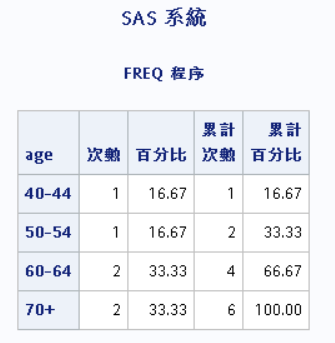 SAS 系統
FREQ 程序
age 次數 百分比 累計次數 累計百分比
40-44 1 16.67 1 16.67
50-54 1 16.67 2 33.33
60-64 2 33.33 4 66.67
70+ 2 33.33 6 100.00